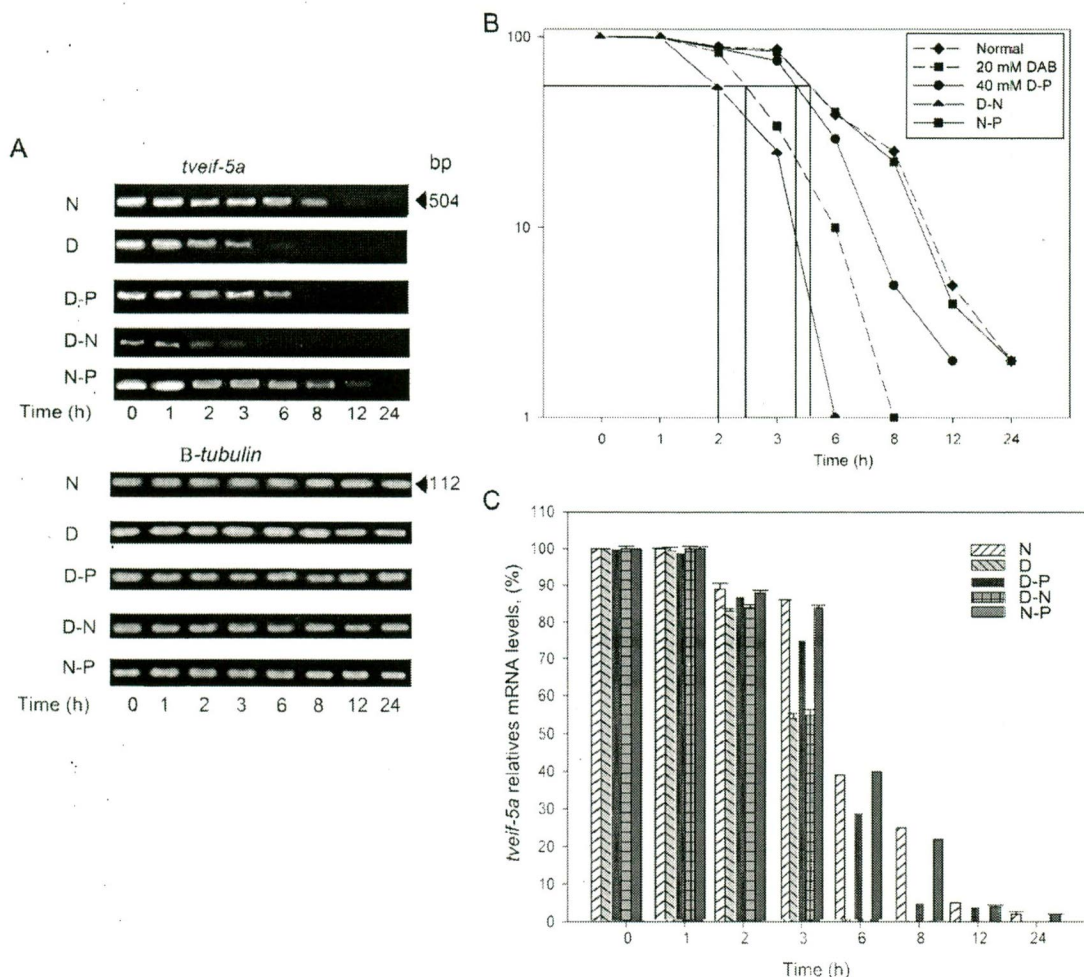 A
tveif-5a
bp
N
504
D
D-P
D-N
N-P
Time (h) 0 1 2 3 6 8 12 24
B-tubulin
N
112
D
D-P
D-N
N-P
Time (h) 0 1 2 3 6 8 12 24
B
100
10
1
Normal
20 mM DAB
40 mM D-P
D-N
N-P
0 1 2 3 6 8 12 24
Time (h)
C
tveif-5a relatives mRNA levels, (%)
110
100
90
80
70
60
50
40
30
20
10
0
N
D
D-P
D-N
N-P
0 1 2 3 6 8 12 24
Time (h)